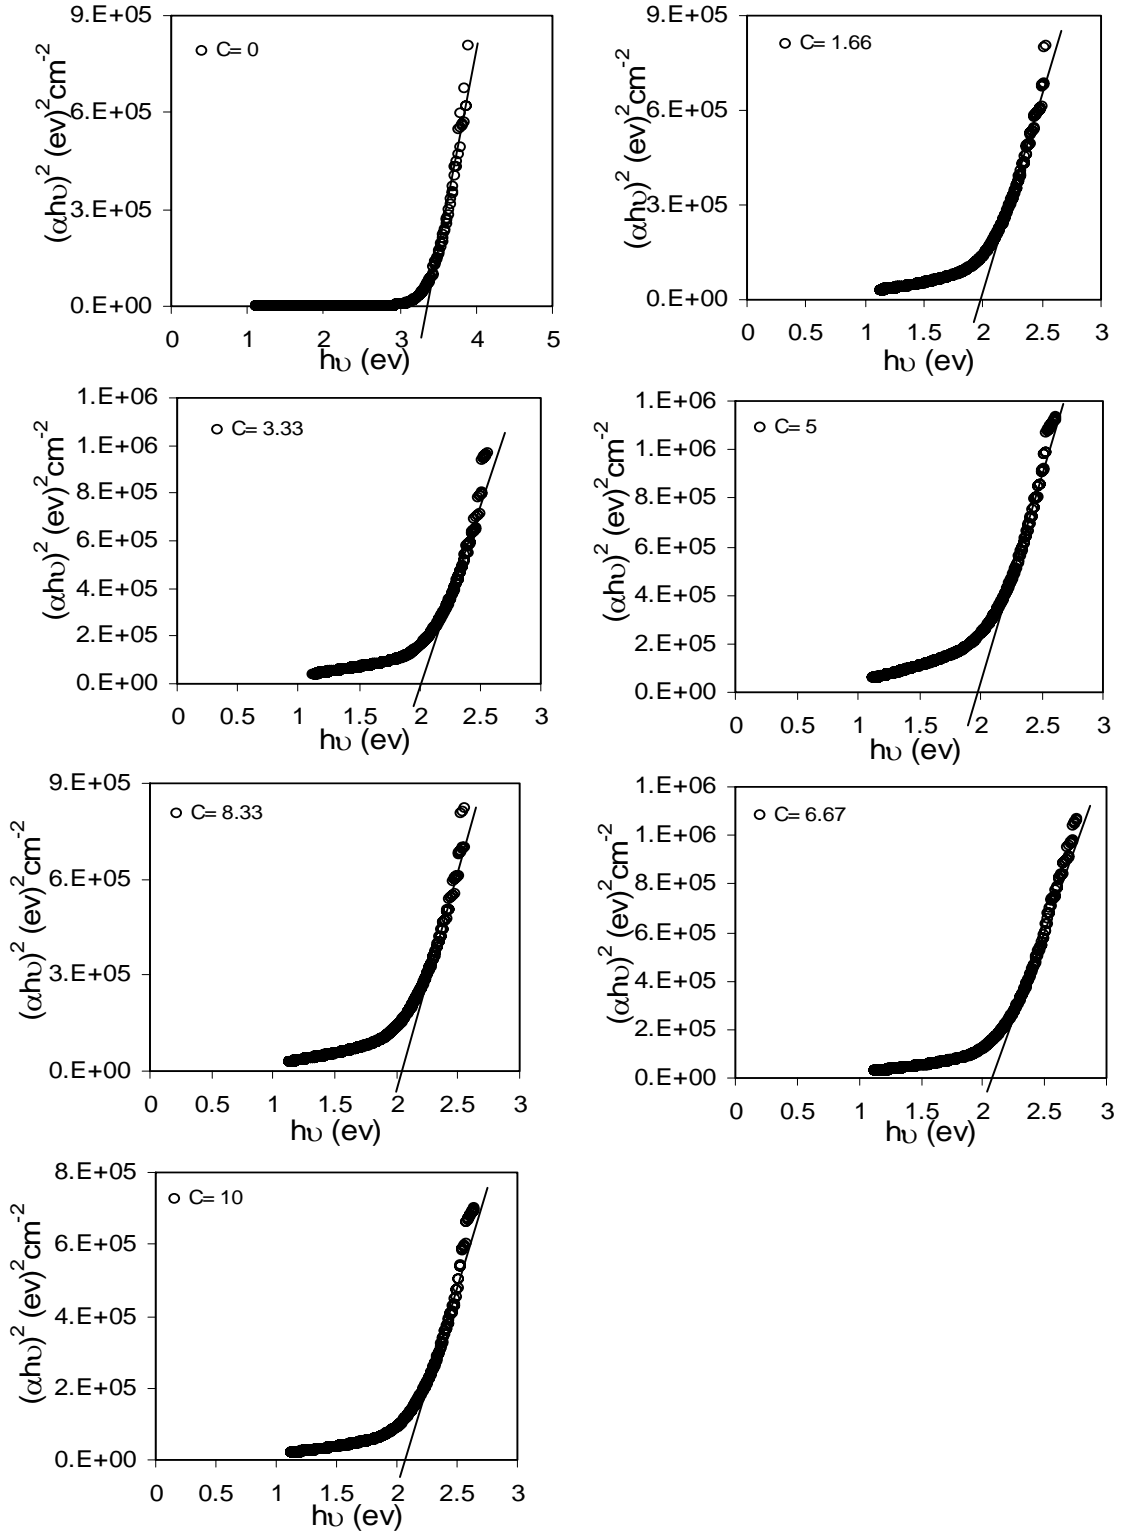 C= 0
(αhυ)² (ev)²cm⁻²
9.E+05
6.E+05
3.E+05
0.E+00
0 1 2 3 4 5
hυ (ev)
C= 1.66
(αhυ)² (ev)²cm⁻²
9.E+05
6.E+05
3.E+05
0.E+00
0 0.5 1 1.5 2 2.5 3
hυ (ev)
C= 3.33
(αhυ)² (ev)²cm⁻²
1.E+06
1.E+06
8.E+05
6.E+05
4.E+05
2.E+05
0.E+00
0 0.5 1 1.5 2 2.5 3
hυ (ev)
C= 5
(αhυ)² (ev)²cm⁻²
1.E+06
1.E+06
8.E+05
6.E+05
4.E+05
2.E+05
0.E+00
0 0.5 1 1.5 2 2.5 3
hυ (ev)
C= 8.33
(αhυ)² (ev)²cm⁻²
9.E+05
6.E+05
3.E+05
0.E+00
0 0.5 1 1.5 2 2.5 3
hυ (ev)
C= 6.67
(αhυ)² (ev)²cm⁻²
1.E+06
1.E+06
8.E+05
6.E+05
4.E+05
2.E+05
0.E+00
0 0.5 1 1.5 2 2.5 3
hυ (ev)
C= 10
(αhυ)² (ev)²cm⁻²
8.E+05
6.E+05
4.E+05
2.E+05
0.E+00
0 0.5 1 1.5 2 2.5 3
hυ (ev)